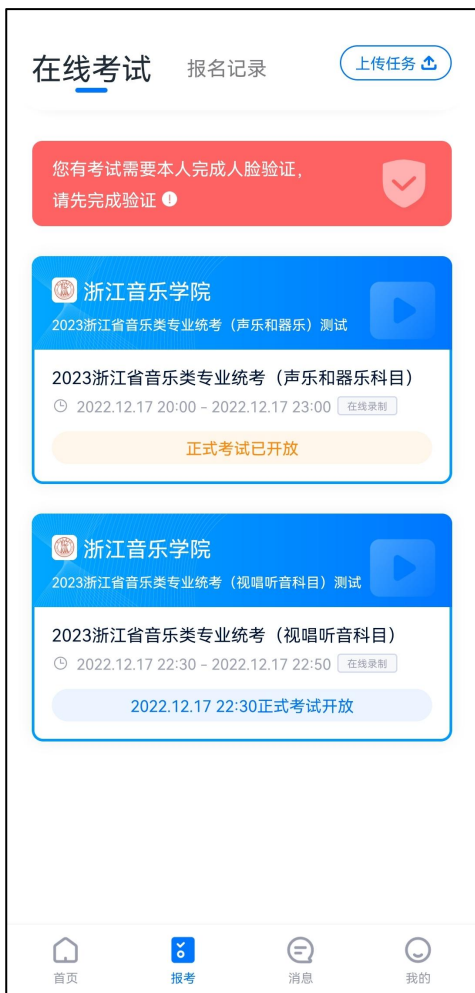 在线考试 报名记录 上传任务
您有考试需要本人完成人脸验证,
请先完成验证
浙江音乐学院
2023浙江省音乐类专业统考（声乐和器乐）测试
2023浙江省音乐类专业统考（声乐和器乐科目）
2022.12.17 20:00 - 2022.12.17 23:00 在线录制
正式考试已开放
浙江音乐学院
2023浙江省音乐类专业统考（视唱听音科目）测试
2023浙江省音乐类专业统考（视唱听音科目）
2022.12.17 22:30 - 2022.12.17 22:50 在线录制
2022.12.17 22:30正式考试开放
首页 报考 消息 我的